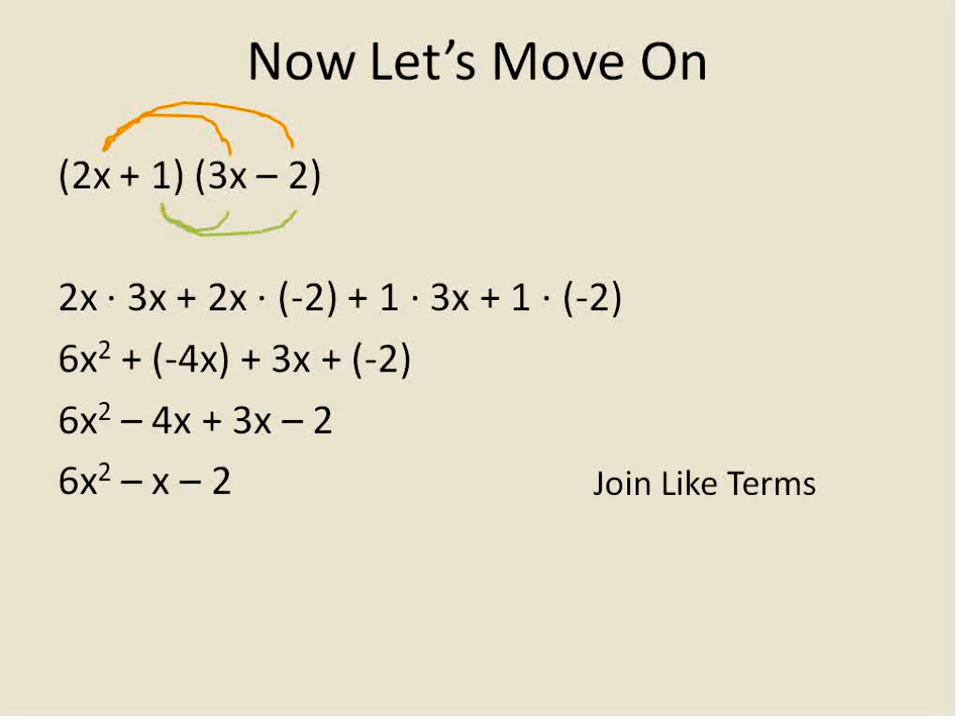 Now Let’s Move On
(2x + 1) (3x – 2)
2x · 3x + 2x · (-2) + 1 · 3x + 1 · (-2)
6x² + (-4x) + 3x + (-2)
6x² – 4x + 3x – 2
6x² – x – 2 Join Like Terms